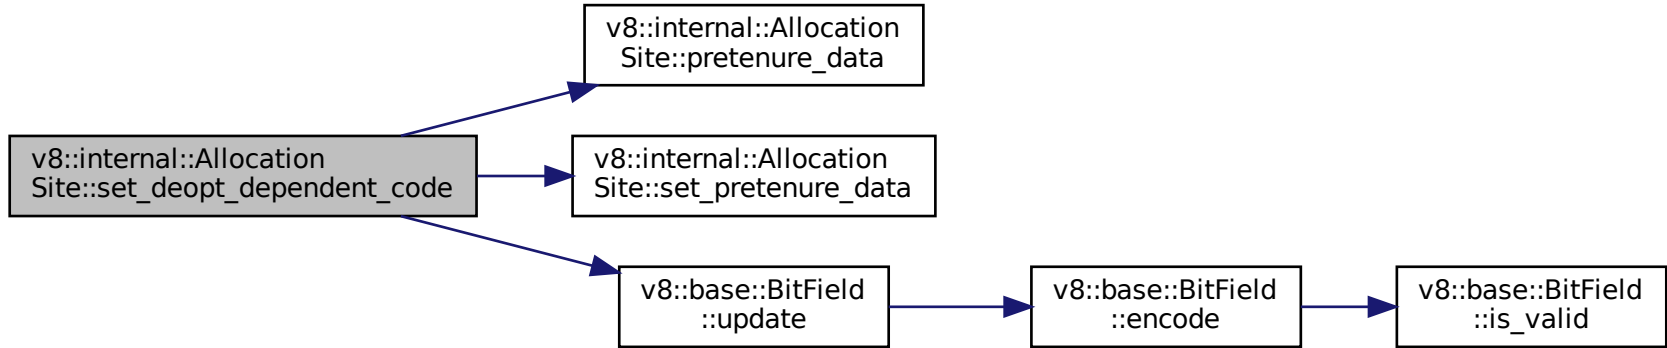 v8::internal::Allocation
Site::pretenure_data
v8::internal::Allocation
Site::set_deopt_dependent_code
v8::internal::Allocation
Site::set_pretenure_data
v8::base::BitField
::update
v8::base::BitField
::encode
v8::base::BitField
::is_valid